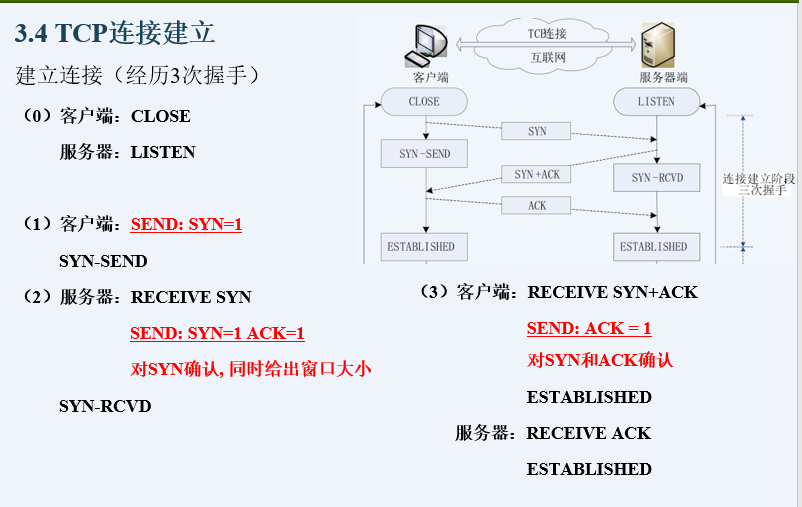 3.4 TCP连接建立
建立连接（经历3次握手）
（0）客户端：CLOSE
服务器：LISTEN
（1）客户端：SEND: SYN=1
SYN-SEND
（2）服务器：RECEIVE SYN
SEND: SYN=1 ACK=1
对SYN确认, 同时给出窗口大小
SYN-RCVD
TCP连接
互联网
客户端
服务器端
CLOSE
LISTEN
SYN
SYN-SEND
SYN+ACK
SYN-RCVD
连接建立阶段
三次握手
ACK
ESTABLISHED
ESTABLISHED
（3）客户端：RECEIVE SYN+ACK
SEND: ACK = 1
对SYN和ACK确认
ESTABLISHED
服务器：RECEIVE ACK
ESTABLISHED